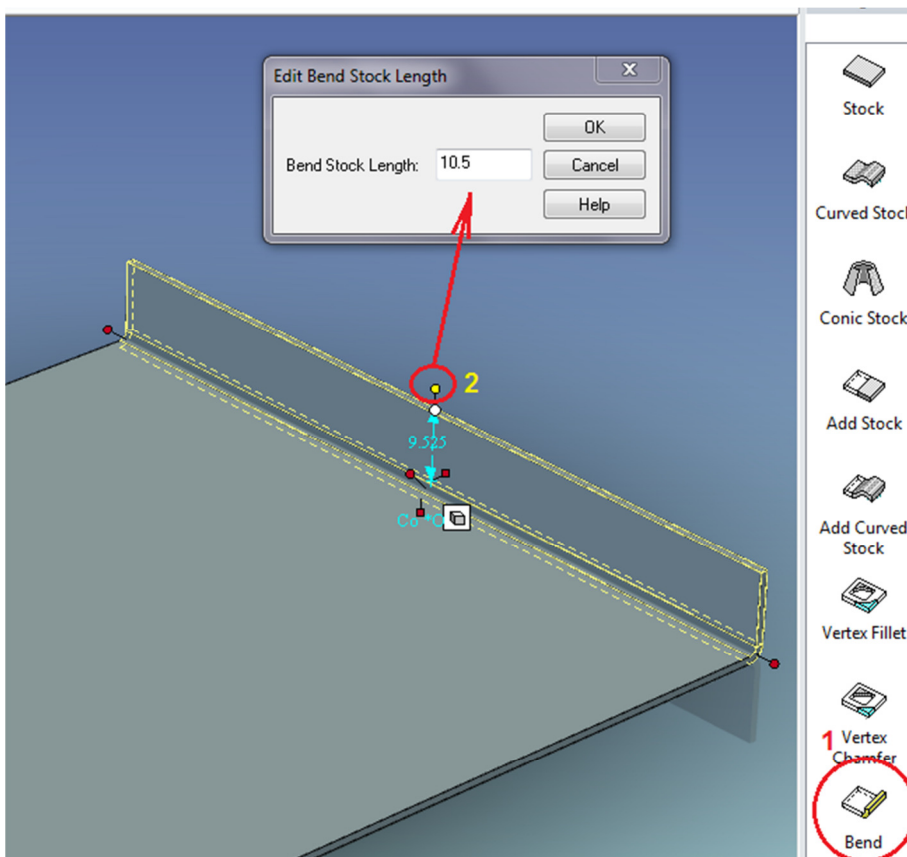 Edit Bend Stock Length
Bend Stock Length:
10.5
OK
Cancel
Help
2
9.525
Co *O
Stock
Curved Stock
Conic Stock
Add Stock
Add Curved
Stock
Vertex Fillet
1
Vertex
Chamfer
Bend